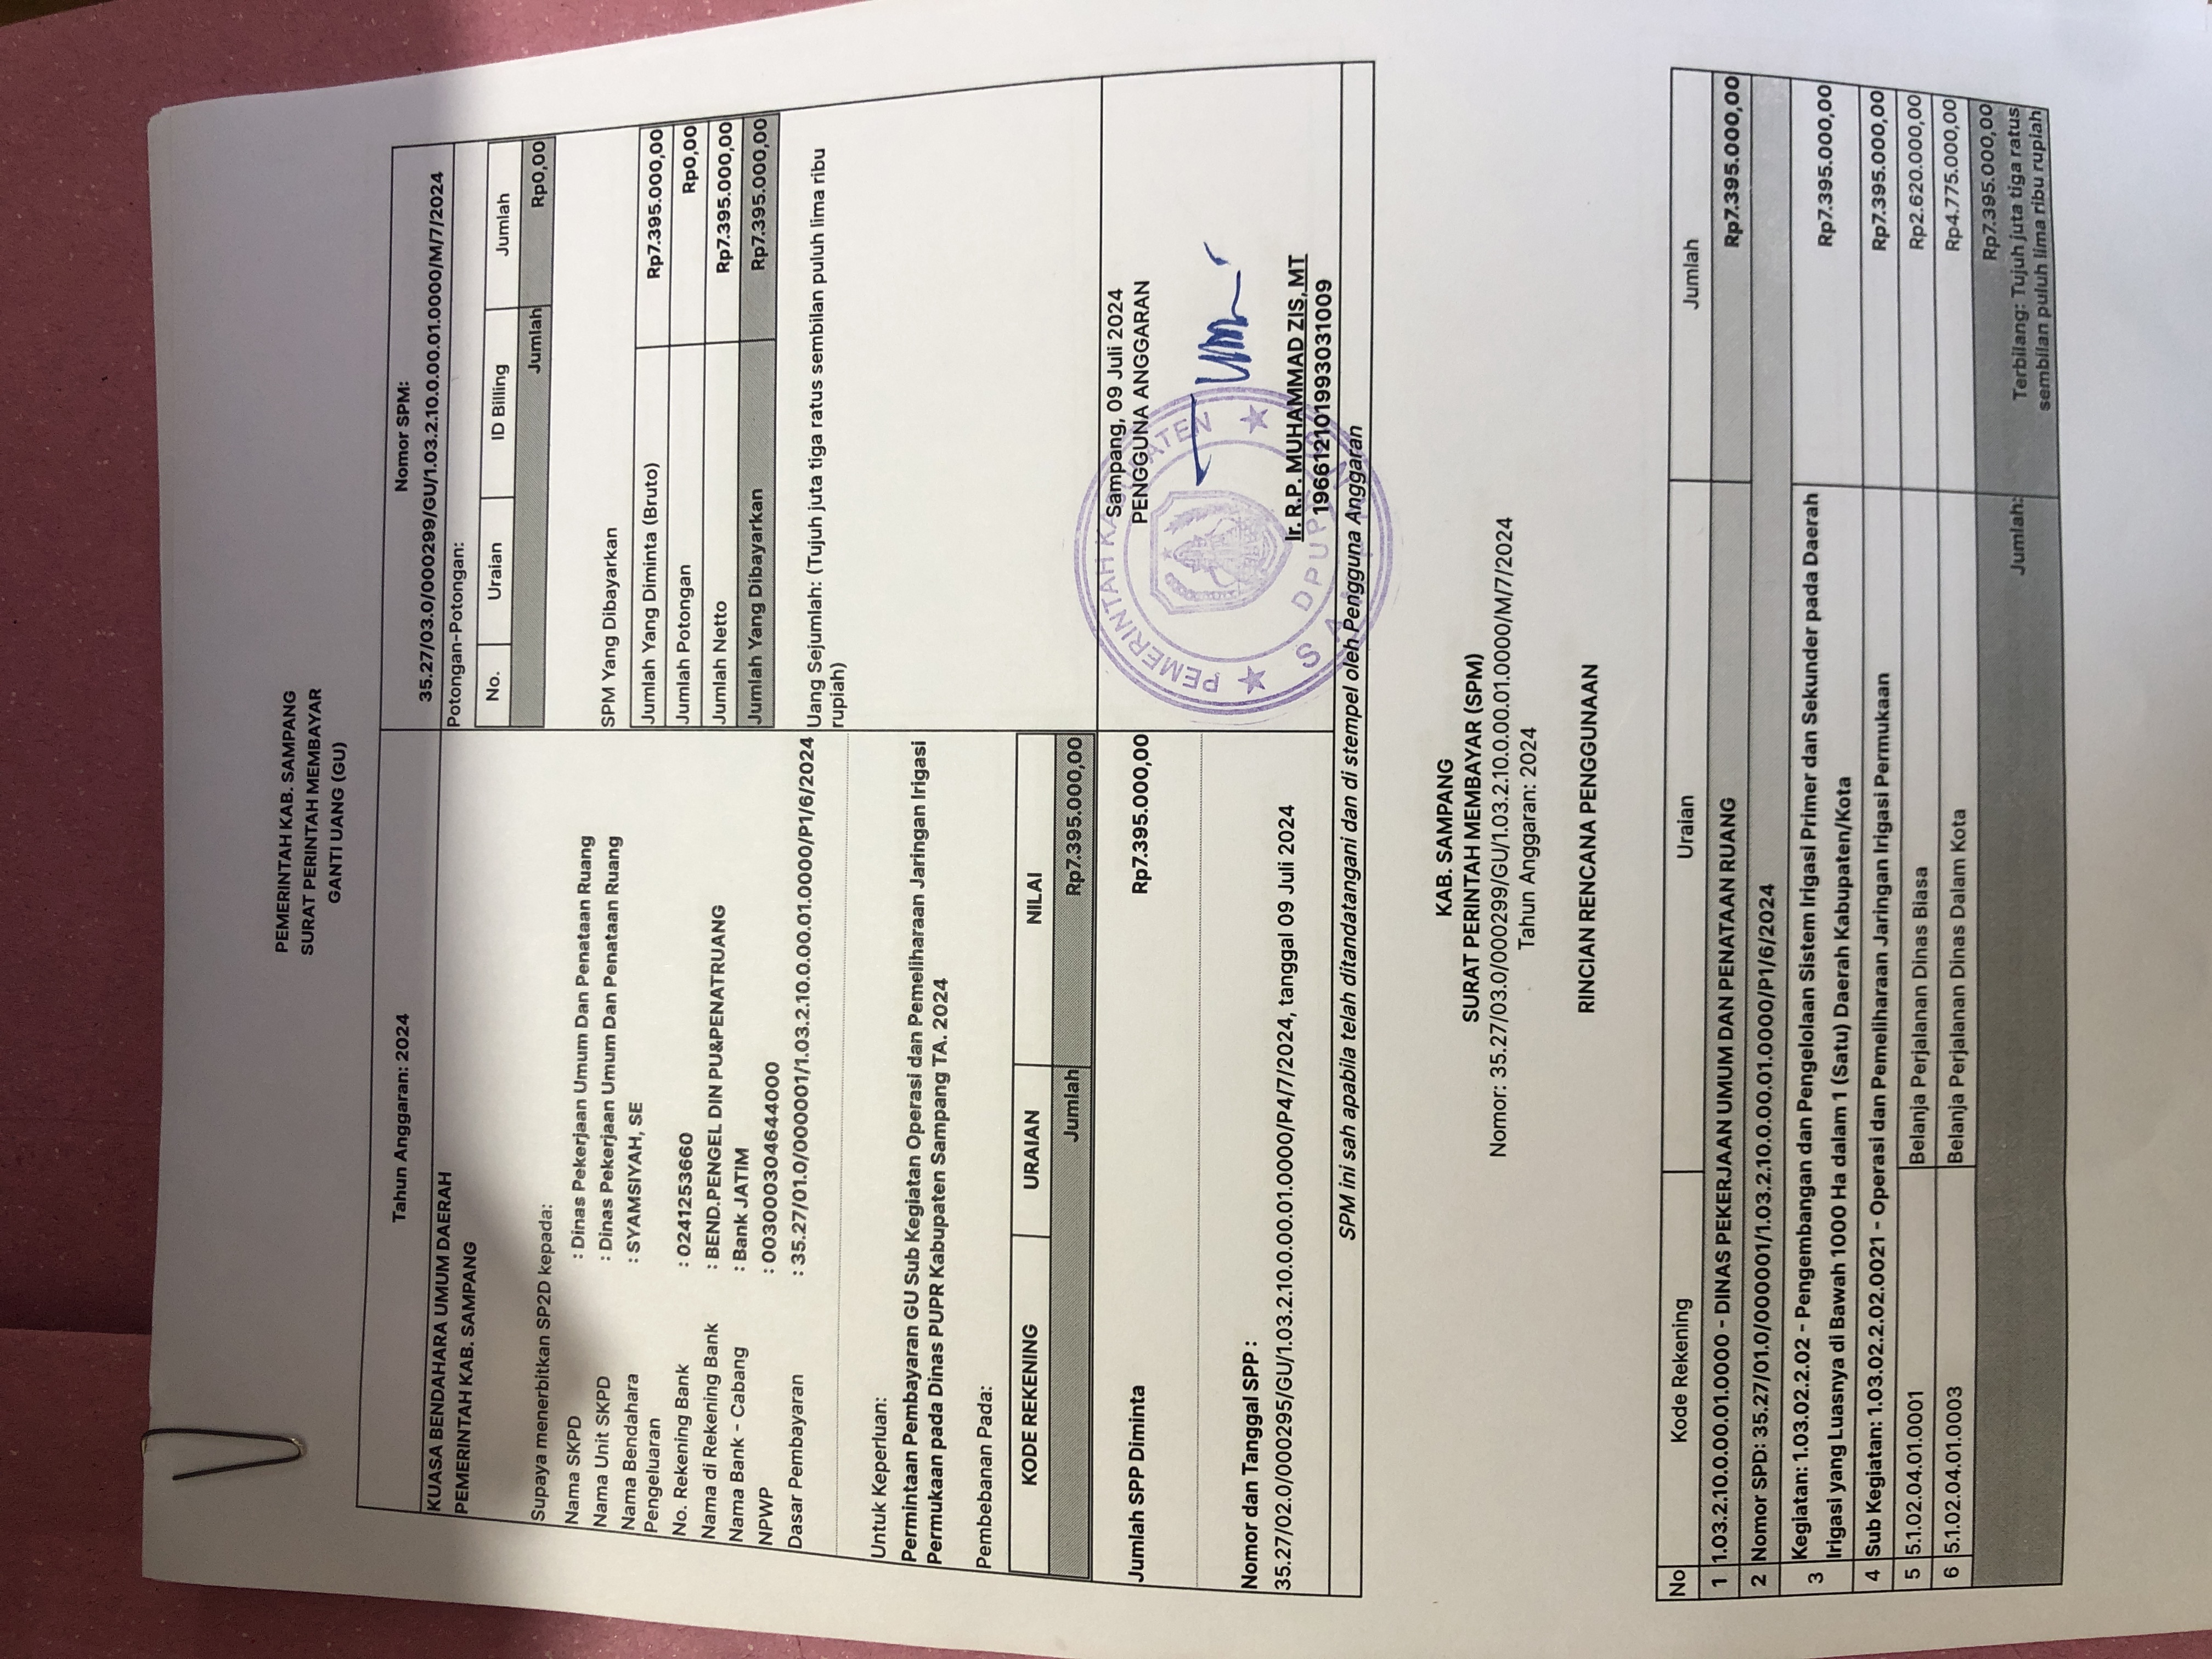 PEMERINTAH KAB. SAMPANG
SURAT PERINTAH MEMBAYAR
GANTI UANG (GU)
Tahun Anggaran: 2024
Nomor SPM:
35.27/03.0/000299/GU/1.03.2.10.0.00.01.0000/M/7/2024
KUASA BENDAHARA UMUM DAERAH
PEMERINTAH KAB. SAMPANG
Supaya menerbitkan SP2D kepada:
Nama SKPD : Dinas Pekerjaan Umum Dan Penataan Ruang
Nama Unit SKPD : Dinas Pekerjaan Umum Dan Penataan Ruang
Nama Bendahara : SYAMSIYAH, SE
Pengeluaran
No. Rekening Bank : 0241253660
Nama di Rekening Bank : BEND.PENGEL DIN PU&PENATRUANG
Nama Bank - Cabang : Bank JATIM
NPWP : 003000304644000
Dasar Pembayaran : 35.27/01.0/000001/1.03.2.10.0.00.01.0000/P1/6/2024
Untuk Keperluan:
Permintaan Pembayaran GU Sub Kegiatan Operasi dan Pemeliharaan Jaringan Irigasi
Permukaan pada Dinas PUPR Kabupaten Sampang TA. 2024
Pembebanan Pada:
KODE REKENING URAIAN NILAI
Jumlah Rp7.395.000,00
Jumlah SPP Diminta Rp7.395.000,00
Nomor dan Tanggal SPP :
35.27/02.0/000295/GU/1.03.2.10.0.00.01.0000/P4/7/2024, tanggal 09 Juli 2024
Potongan-Potongan:
No. Uraian ID Billing Jumlah
Jumlah Rp0,00
SPM Yang Dibayarkan
Jumlah Yang Diminta (Bruto) Rp7.395.000,00
Jumlah Potongan Rp0,00
Jumlah Netto Rp7.395.000,00
Jumlah Yang Dibayarkan Rp7.395.000,00
Uang Sejumlah: (Tujuh juta tiga ratus sembilan puluh lima ribu
rupiah)
Sampang, 09 Juli 2024
PENGGUNA ANGGARAN
PEMERINTAH KABUPATEN
DPUPR
SAMPANG
Ir. R.P. MUHAMMAD ZIS, MT
196612101993031009
SPM ini sah apabila telah ditandatangani dan di stempel oleh Pengguna Anggaran
KAB. SAMPANG
SURAT PERINTAH MEMBAYAR (SPM)
Nomor: 35.27/03.0/000299/GU/1.03.2.10.0.00.01.0000/M/7/2024
Tahun Anggaran: 2024
RINCIAN RENCANA PENGGUNAAN
No Kode Rekening Uraian Jumlah
1 1.03.2.10.0.00.01.0000 - DINAS PEKERJAAN UMUM DAN PENATAAN RUANG Rp7.395.000,00
2 Nomor SPD: 35.27/01.0/000001/1.03.2.10.0.00.01.0000/P1/6/2024
3 Kegiatan: 1.03.02.2.02 - Pengembangan dan Pengelolaan Sistem Irigasi Primer dan Sekunder pada Daerah
Irigasi yang Luasnya di Bawah 1000 Ha dalam 1 (Satu) Daerah Kabupaten/Kota Rp7.395.000,00
4 Sub Kegiatan: 1.03.02.2.02.0021 - Operasi dan Pemeliharaan Jaringan Irigasi Permukaan Rp7.395.000,00
5 5.1.02.04.01.0001 Belanja Perjalanan Dinas Biasa Rp2.620.000,00
6 5.1.02.04.01.0003 Belanja Perjalanan Dinas Dalam Kota Rp4.775.000,00
Rp7.395.000,00
Jumlah: Terbilang: Tujuh juta tiga ratus
sembilan puluh lima ribu rupiah